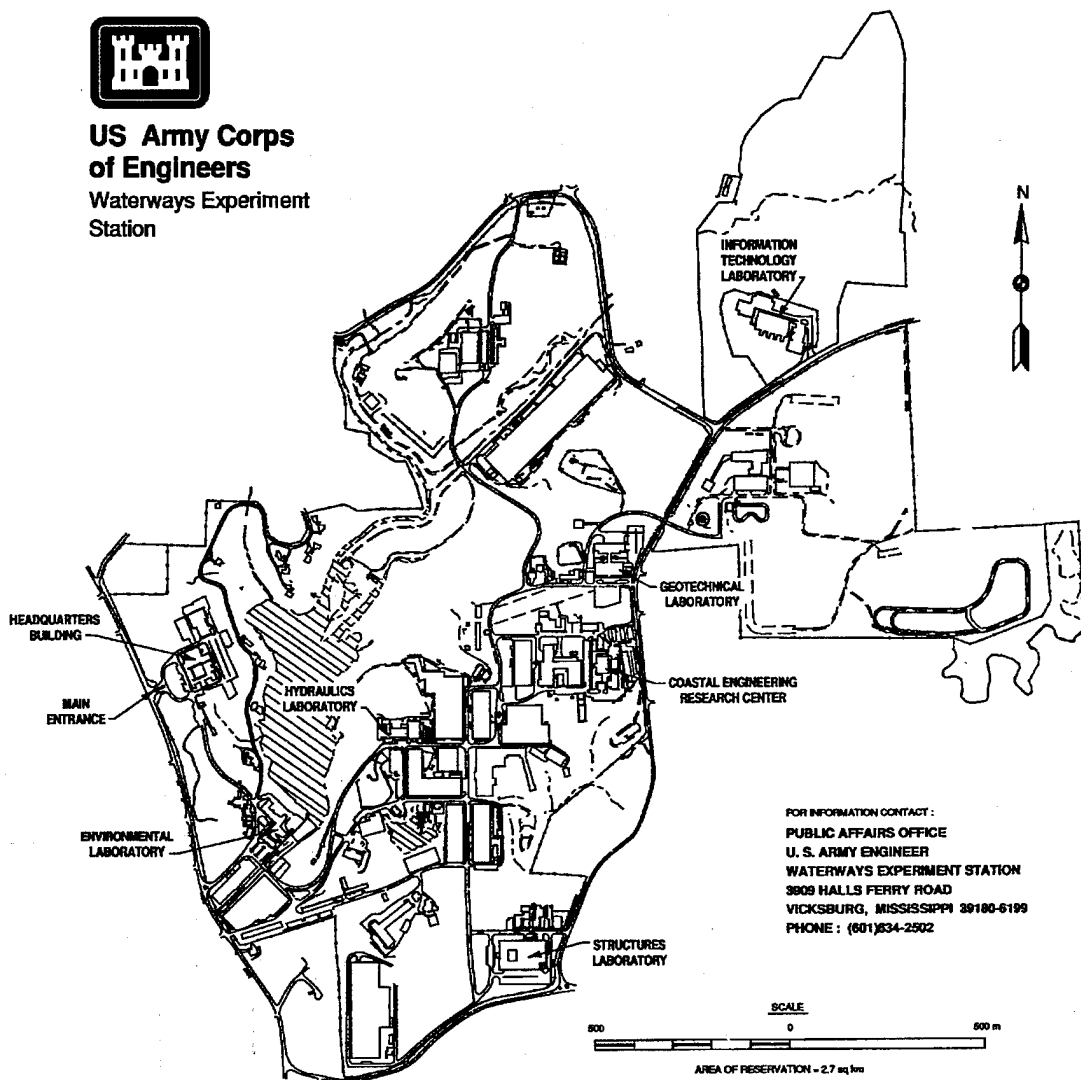 US Army Corps
of Engineers
Waterways Experiment
Station
N
INFORMATION
TECHNOLOGY
LABORATORY
GEOTECHNICAL
LABORATORY
HEADQUARTERS
BUILDING
MAIN
ENTRANCE
HYDRAULICS
LABORATORY
COASTAL ENGINEERING
RESEARCH CENTER
ENVIRONMENTAL
LABORATORY
STRUCTURES
LABORATORY
FOR INFORMATION CONTACT :
PUBLIC AFFAIRS OFFICE
U. S. ARMY ENGINEER
WATERWAYS EXPERIMENT STATION
3909 HALLS FERRY ROAD
VICKSBURG, MISSISSIPPI 39180-6199
PHONE : (601)634-2502
SCALE
500 0 500 m
AREA OF RESERVATION = 2.7 sq km